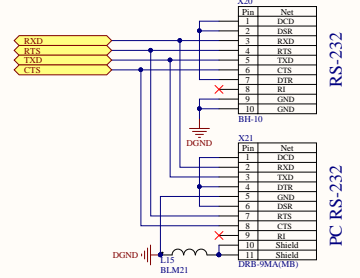 X20
Pin Net
1 DCD
2 DSR
3 RXD
4 RTS
5 TXD
6 CTS
7 DTR
8 RI
9 GND
10 GND
BH-10
RS-232
RXD
RTS
TXD
CTS
DGND
X21
Pin Net
1 DCD
2 RXD
3 TXD
4 DTR
5 GND
6 DSR
7 RTS
8 CTS
9 RI
10 Shield
11 Shield
DRB-9MA(MB)
PC RS-232
DGND
L15
BLM21